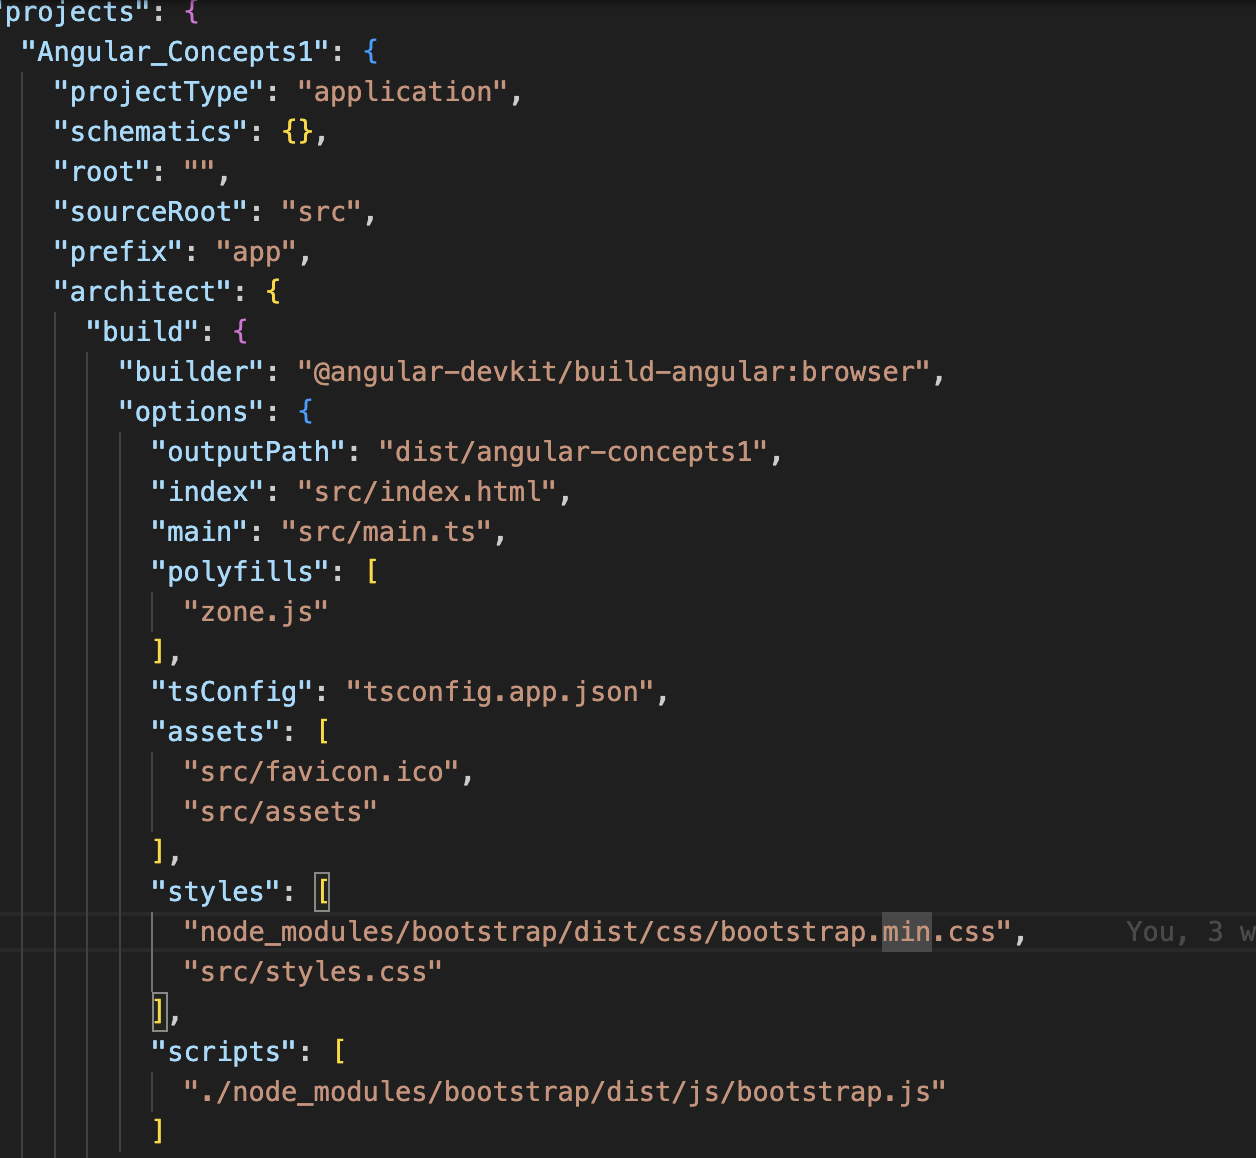 projects": {
"Angular_Concepts1": {
"projectType": "application",
"schematics": {},
"root": "",
"sourceRoot": "src",
"prefix": "app",
"architect": {
"build": {
"builder": "@angular-devkit/build-angular:browser",
"options": {
"outputPath": "dist/angular-concepts1",
"index": "src/index.html",
"main": "src/main.ts",
"polyfills": [
"zone.js"
],
"tsConfig": "tsconfig.app.json",
"assets": [
"src/favicon.ico",
"src/assets"
],
"styles": [
"node_modules/bootstrap/dist/css/bootstrap.min.css", You, 3 w
"src/styles.css"
],
"scripts": [
"./node_modules/bootstrap/dist/js/bootstrap.js"
]